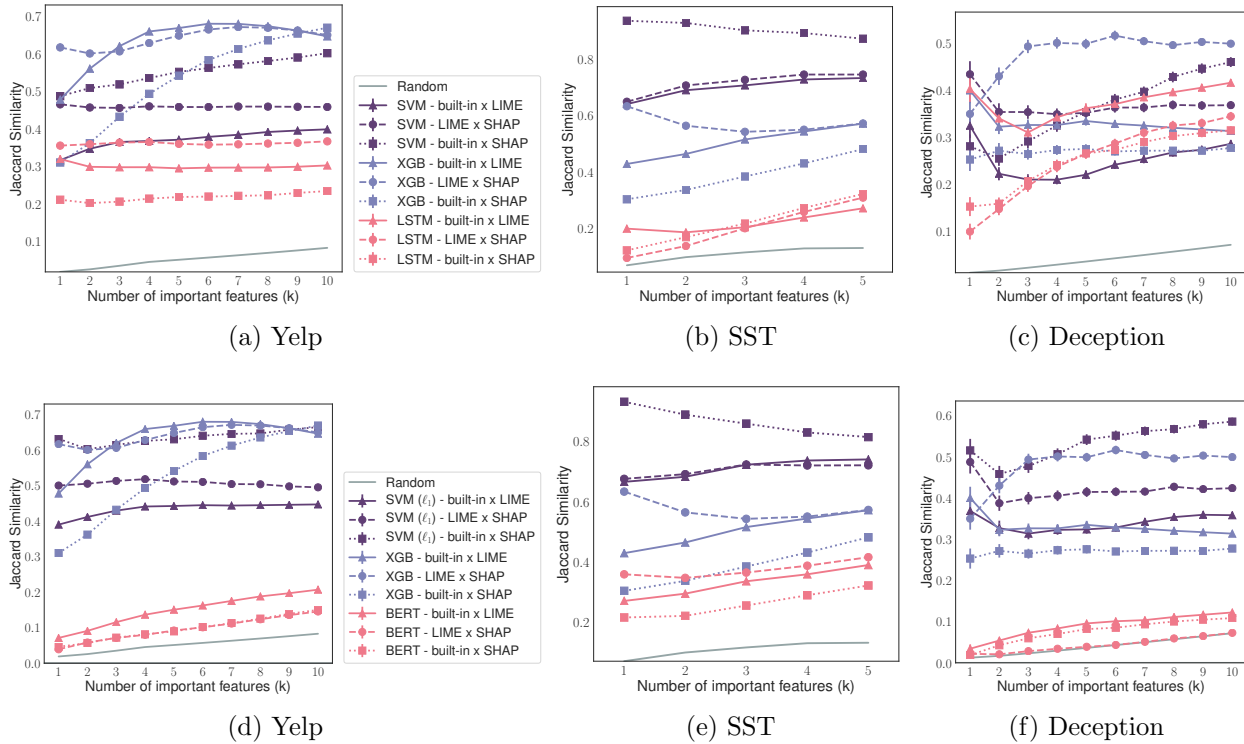 Jaccard Similarity
0.7
0.6
0.5
0.4
0.3
0.2
0.1
1 2 3 4 5 6 7 8 9 10
Number of important features (k)
(a) Yelp
Random
SVM - built-in x LIME
SVM - LIME x SHAP
SVM - built-in x SHAP
XGB - built-in x LIME
XGB - LIME x SHAP
XGB - built-in x SHAP
LSTM - built-in x LIME
LSTM - LIME x SHAP
LSTM - built-in x SHAP
Jaccard Similarity
0.8
0.6
0.4
0.2
1 2 3 4 5
Number of important features (k)
(b) SST
Jaccard Similarity
0.5
0.4
0.3
0.2
0.1
1 2 3 4 5 6 7 8 9 10
Number of important features (k)
(c) Deception
Jaccard Similarity
0.7
0.6
0.5
0.4
0.3
0.2
0.1
0.0
1 2 3 4 5 6 7 8 9 10
Number of important features (k)
(d) Yelp
Random
SVM (ℓ₁) - built-in x LIME
SVM (ℓ₁) - LIME x SHAP
SVM (ℓ₁) - built-in x SHAP
XGB - built-in x LIME
XGB - LIME x SHAP
XGB - built-in x SHAP
BERT - built-in x LIME
BERT - LIME x SHAP
BERT - built-in x SHAP
Jaccard Similarity
0.8
0.6
0.4
0.2
1 2 3 4 5
Number of important features (k)
(e) SST
Jaccard Similarity
0.6
0.5
0.4
0.3
0.2
0.1
0.0
1 2 3 4 5 6 7 8 9 10
Number of important features (k)
(f) Deception